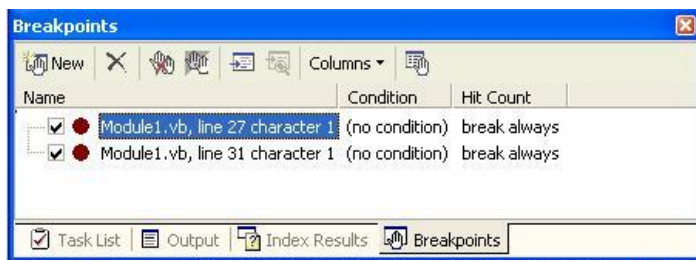 Breakpoints
New Columns
Name Condition Hit Count
Module1.vb, line 27 character 1 (no condition) break always
Module1.vb, line 31 character 1 (no condition) break always
Task List Output Index Results Breakpoints